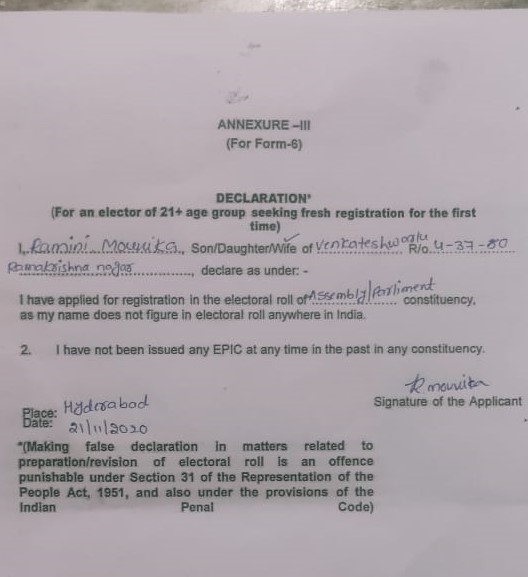 ANNEXURE –III
(For Form-6)
DECLARATION*
(For an elector of 21+ age group seeking fresh registration for the first
time)
I, Ramini Mounika, Son/Daughter/Wife of Venkateshwarlu R/o. 4-37-80
Ramakrishna nagar, declare as under: -
I have applied for registration in the electoral roll of Assembly/Parliment constituency,
as my name does not figure in electoral roll anywhere in India.
2. I have not been issued any EPIC at any time in the past in any constituency.
R mounika
Signature of the Applicant
Place: Hyderabad
Date: 21/11/2020
*(Making false declaration in matters related to
preparation/revision of electoral roll is an offence
punishable under Section 31 of the Representation of the
People Act, 1951, and also under the provisions of the
Indian Penal Code)